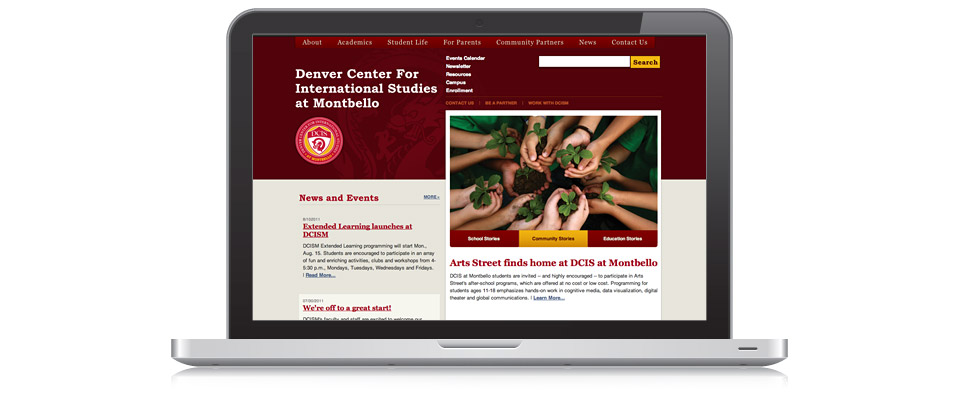 About Academics Student Life For Parents Community Partners News Contact Us
Denver Center For
International Studies
at Montbello
DCIS
Events Calendar
Newsletter
Resources
Campus
Enrollment
Search
CONTACT US | BE A PARTNER | WORK WITH DCISM
News and Events MORE »
8/12/2011
Extended Learning launches at
DCISM
DCISM Extended Learning programming will start Mon.,
Aug. 15. Students are encouraged to participate in an array
of fun and enriching activities, clubs and workshops from 4-
5:30 p.m., Mondays, Tuesdays, Wednesdays and Fridays.
| Read More...
07/30/2011
We're off to a great start!
DCISM's faculty and staff are excited to welcome our
School Stories Community Stories Education Stories
Arts Street finds home at DCIS at Montbello
DCIS at Montbello students are invited – and highly encouraged – to participate in Arts
Street's after-school programs, which are offered at no cost or low cost. Programming for
students ages 11-18 emphasizes hands-on work in cognitive media, data visualization, digital
theater and global communications. | Learn More...